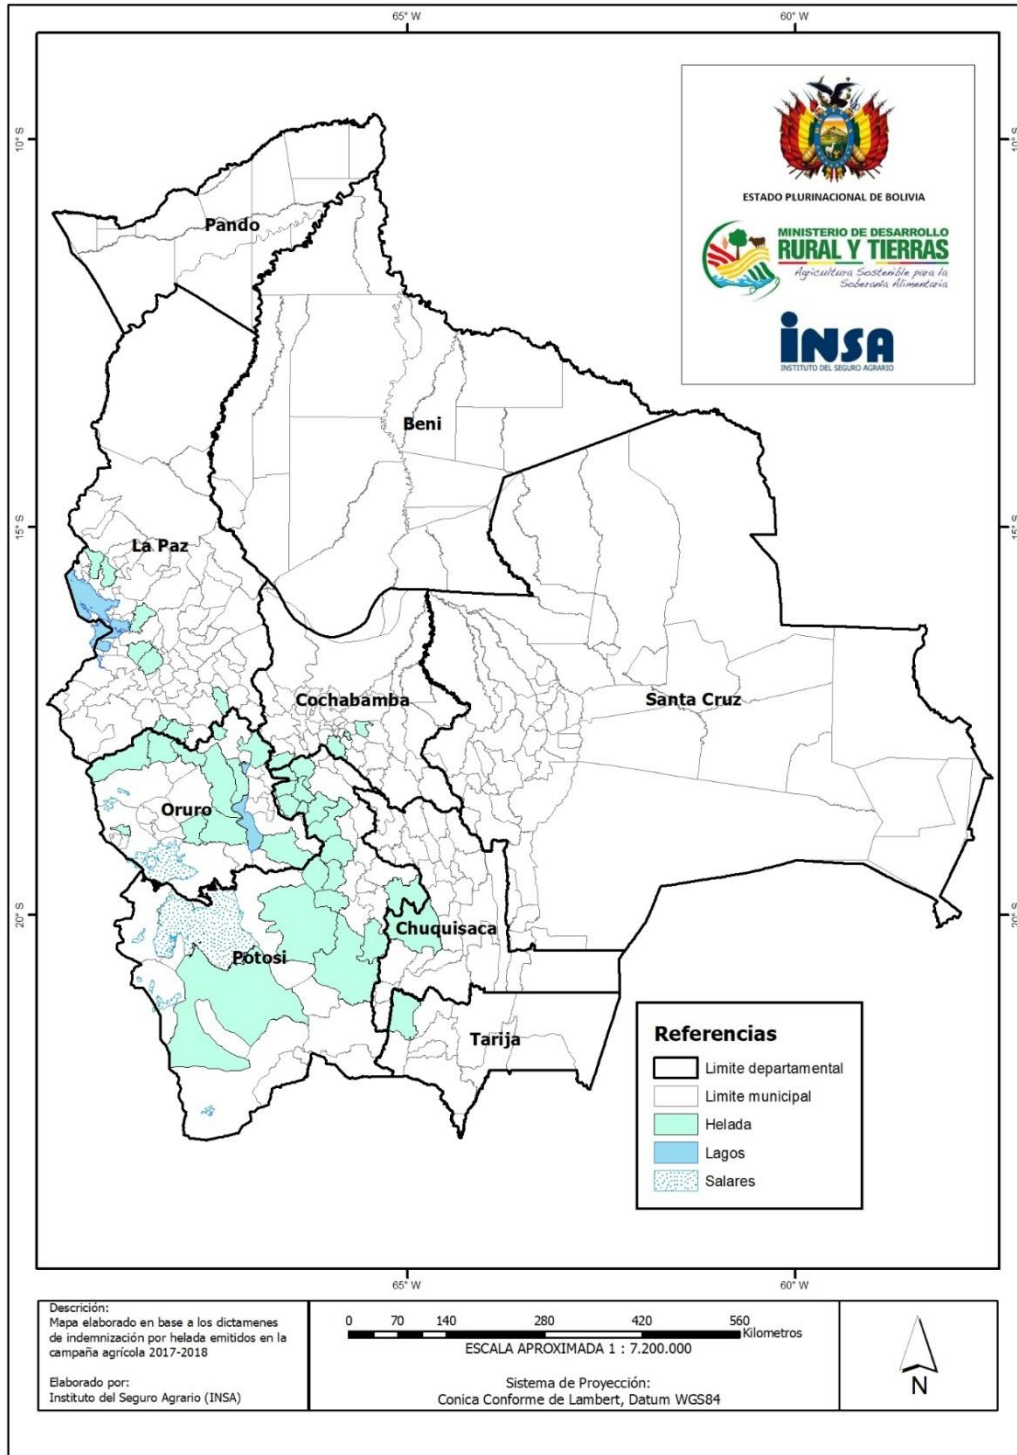 65° W
60° W
10° S
10° S
ESTADO PLURINACIONAL DE BOLIVIA
MINISTERIO DE DESARROLLO
RURAL Y TIERRAS
Agricultura Sostenible para la
Soberanía Alimentaria
iNSA
INSTITUTO DEL SEGURO AGRARIO
Pando
Beni
15° S
15° S
La Paz
Santa Cruz
Cochabamba
Oruro
20° S
20° S
Chuquisaca
Potosi
Tarija
Referencias
Limite departamental
Limite municipal
Helada
Lagos
Salares
65° W
60° W
Descrición:
Mapa elaborado en base a los dictamenes
de indemnización por helada emitidos en la
campaña agrícola 2017-2018
Elaborado por:
Instituto del Seguro Agrario (INSA)
0 70 140 280 420 560
Kilometros
ESCALA APROXIMADA 1 : 7.200.000
Sistema de Proyección:
Conica Conforme de Lambert, Datum WGS84
N